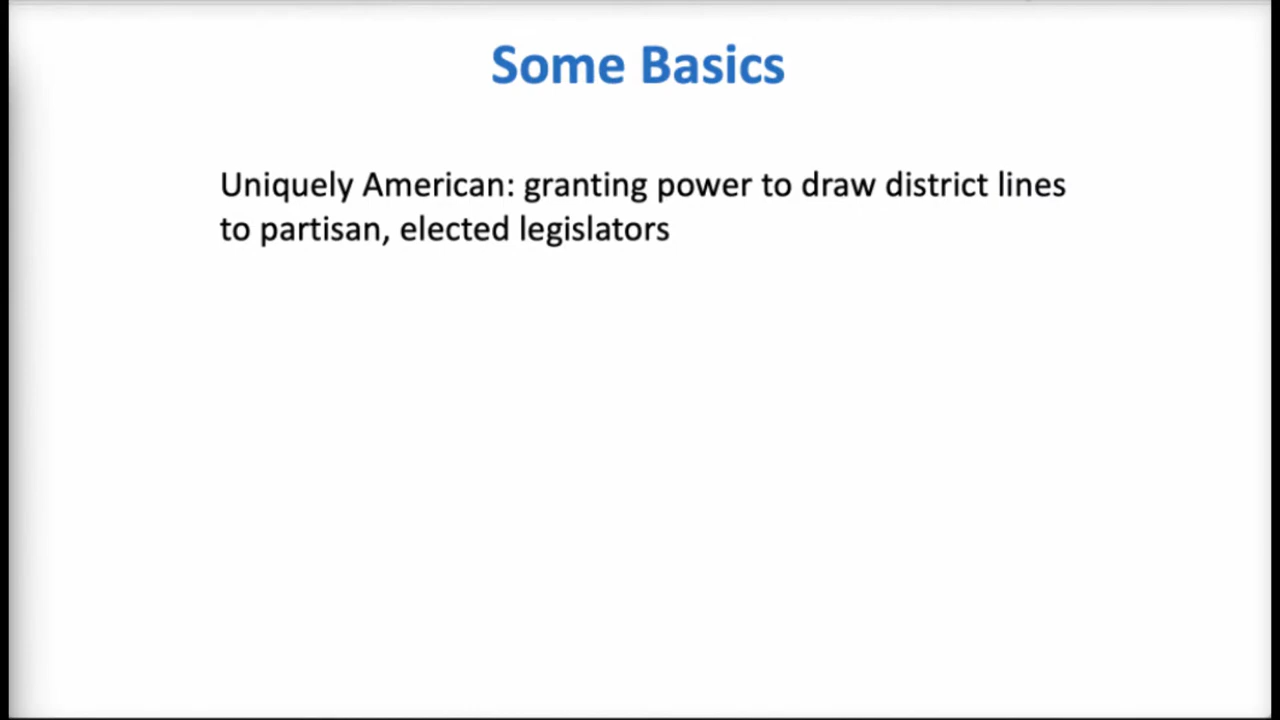 Some Basics
Uniquely American: granting power to draw district lines
to partisan, elected legislators